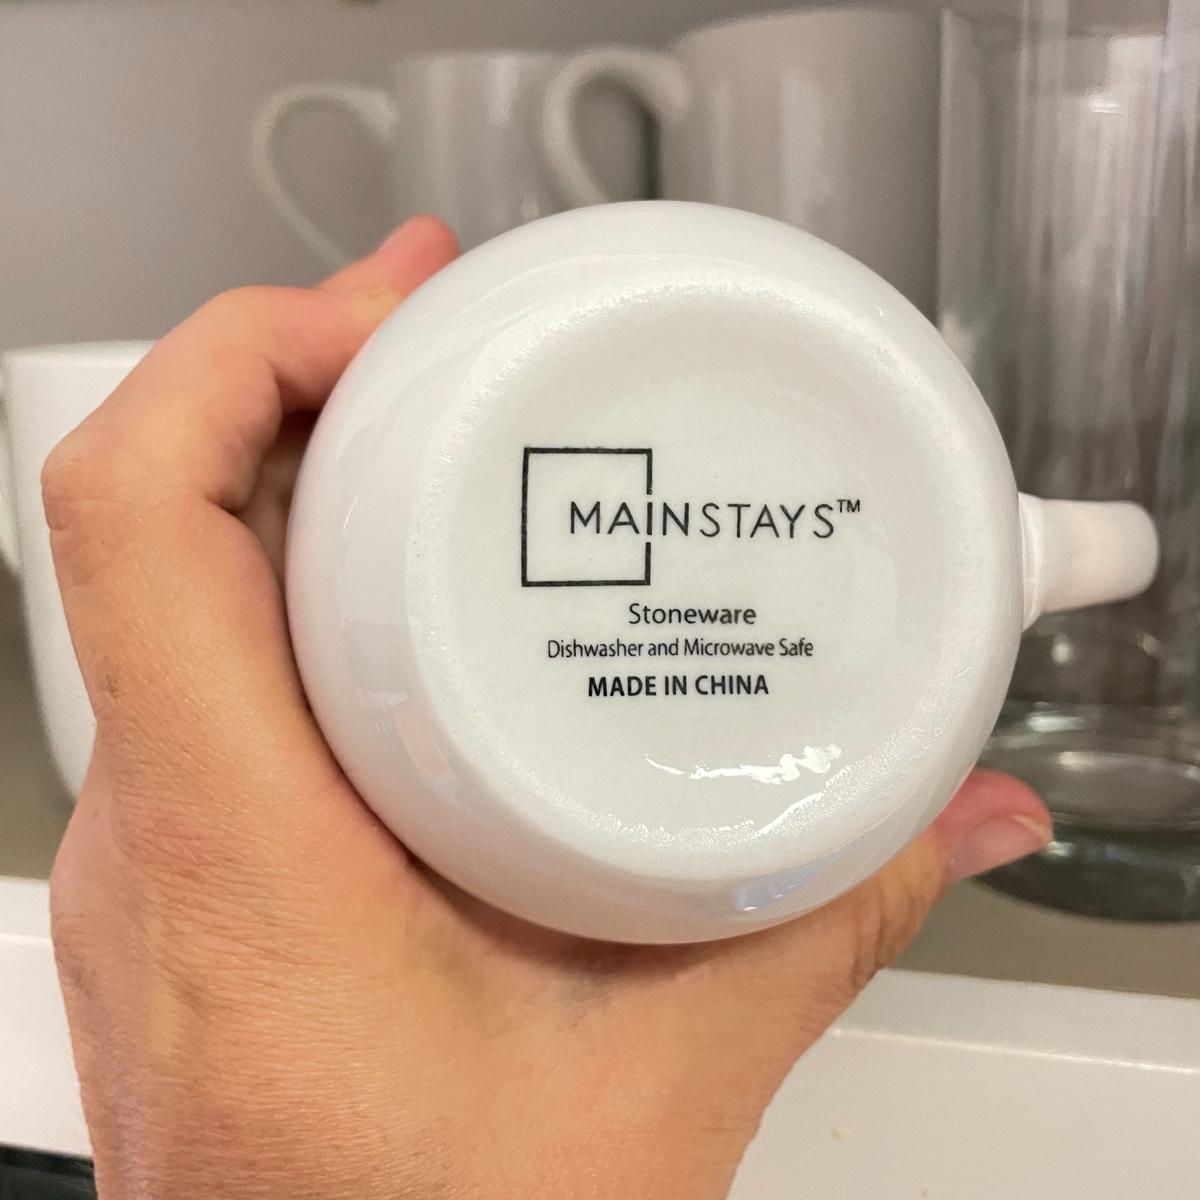 MAINSTAYS™
Stoneware
Dishwasher and Microwave Safe
MADE IN CHINA